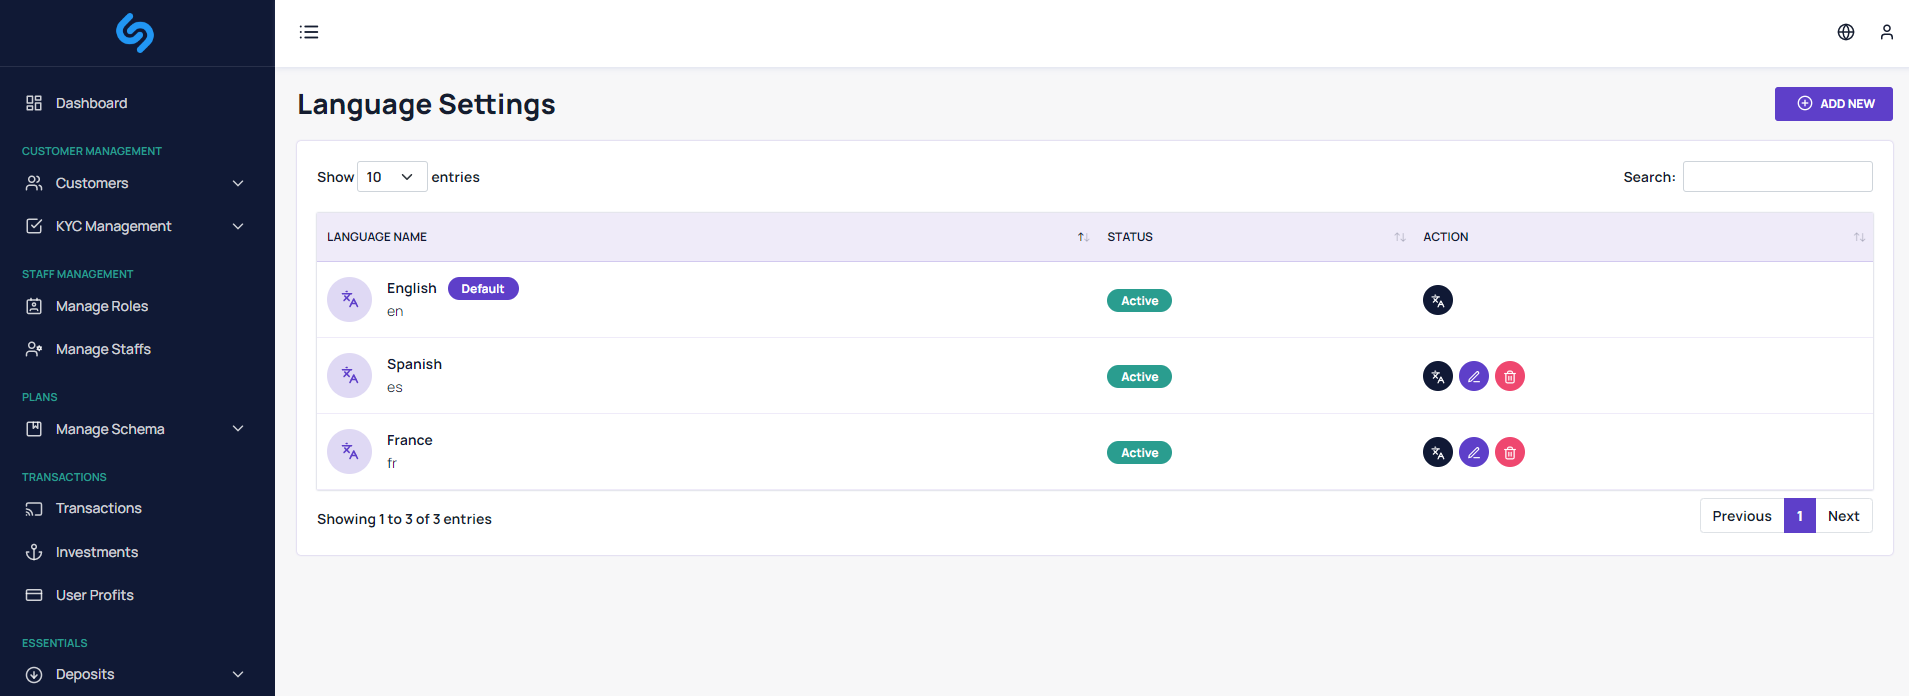 Dashboard
CUSTOMER MANAGEMENT
Customers
KYC Management
STAFF MANAGEMENT
Manage Roles
Manage Staffs
PLANS
Manage Schema
TRANSACTIONS
Transactions
Investments
User Profits
ESSENTIALS
Deposits
Language Settings
ADD NEW
Show 10 entries
Search:
LANGUAGE NAME STATUS ACTION
English Default
en
Active
Spanish
es
Active
France
fr
Active
Showing 1 to 3 of 3 entries
Previous 1 Next